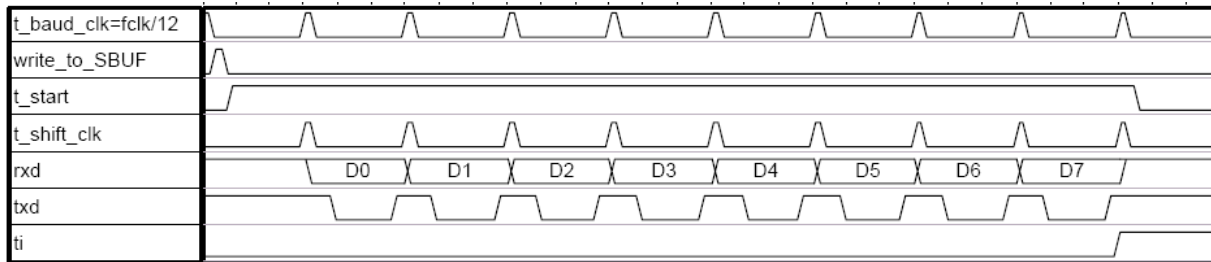 t_baud_clk=fclk/12
write_to_SBUF
t_start
t_shift_clk
rxd D0 D1 D2 D3 D4 D5 D6 D7
txd
ti